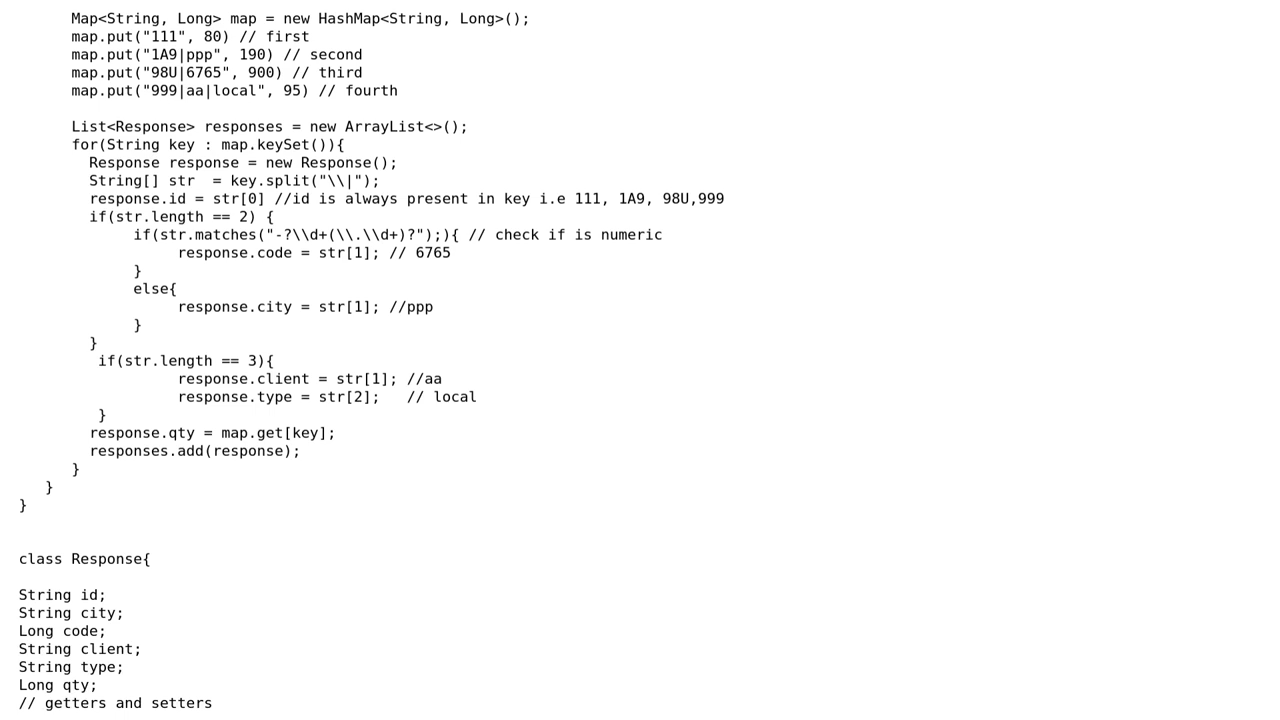 Map<String, Long> map = new HashMap<String, Long>();
map.put("111", 80) // first
map.put("1A9|ppp", 190) // second
map.put("98U|6765", 900) // third
map.put("999|aa|local", 95) // fourth
List<Response> responses = new ArrayList<>();
for(String key : map.keySet()){
Response response = new Response();
String[] str  = key.split("\\|");
response.id = str[0] //id is always present in key i.e 111, 1A9, 98U,999
if(str.length == 2) {
if(str.matches("-?\\d+(\\.\\d+)?");){ // check if is numeric
response.code = str[1]; // 6765
}
else{
response.city = str[1]; //ppp
}
}
if(str.length == 3){
response.client = str[1]; //aa
response.type = str[2];   // local
}
response.qty = map.get[key];
responses.add(response);
}
}
}
class Response{
String id;
String city;
Long code;
String client;
String type;
Long qty;
// getters and setters